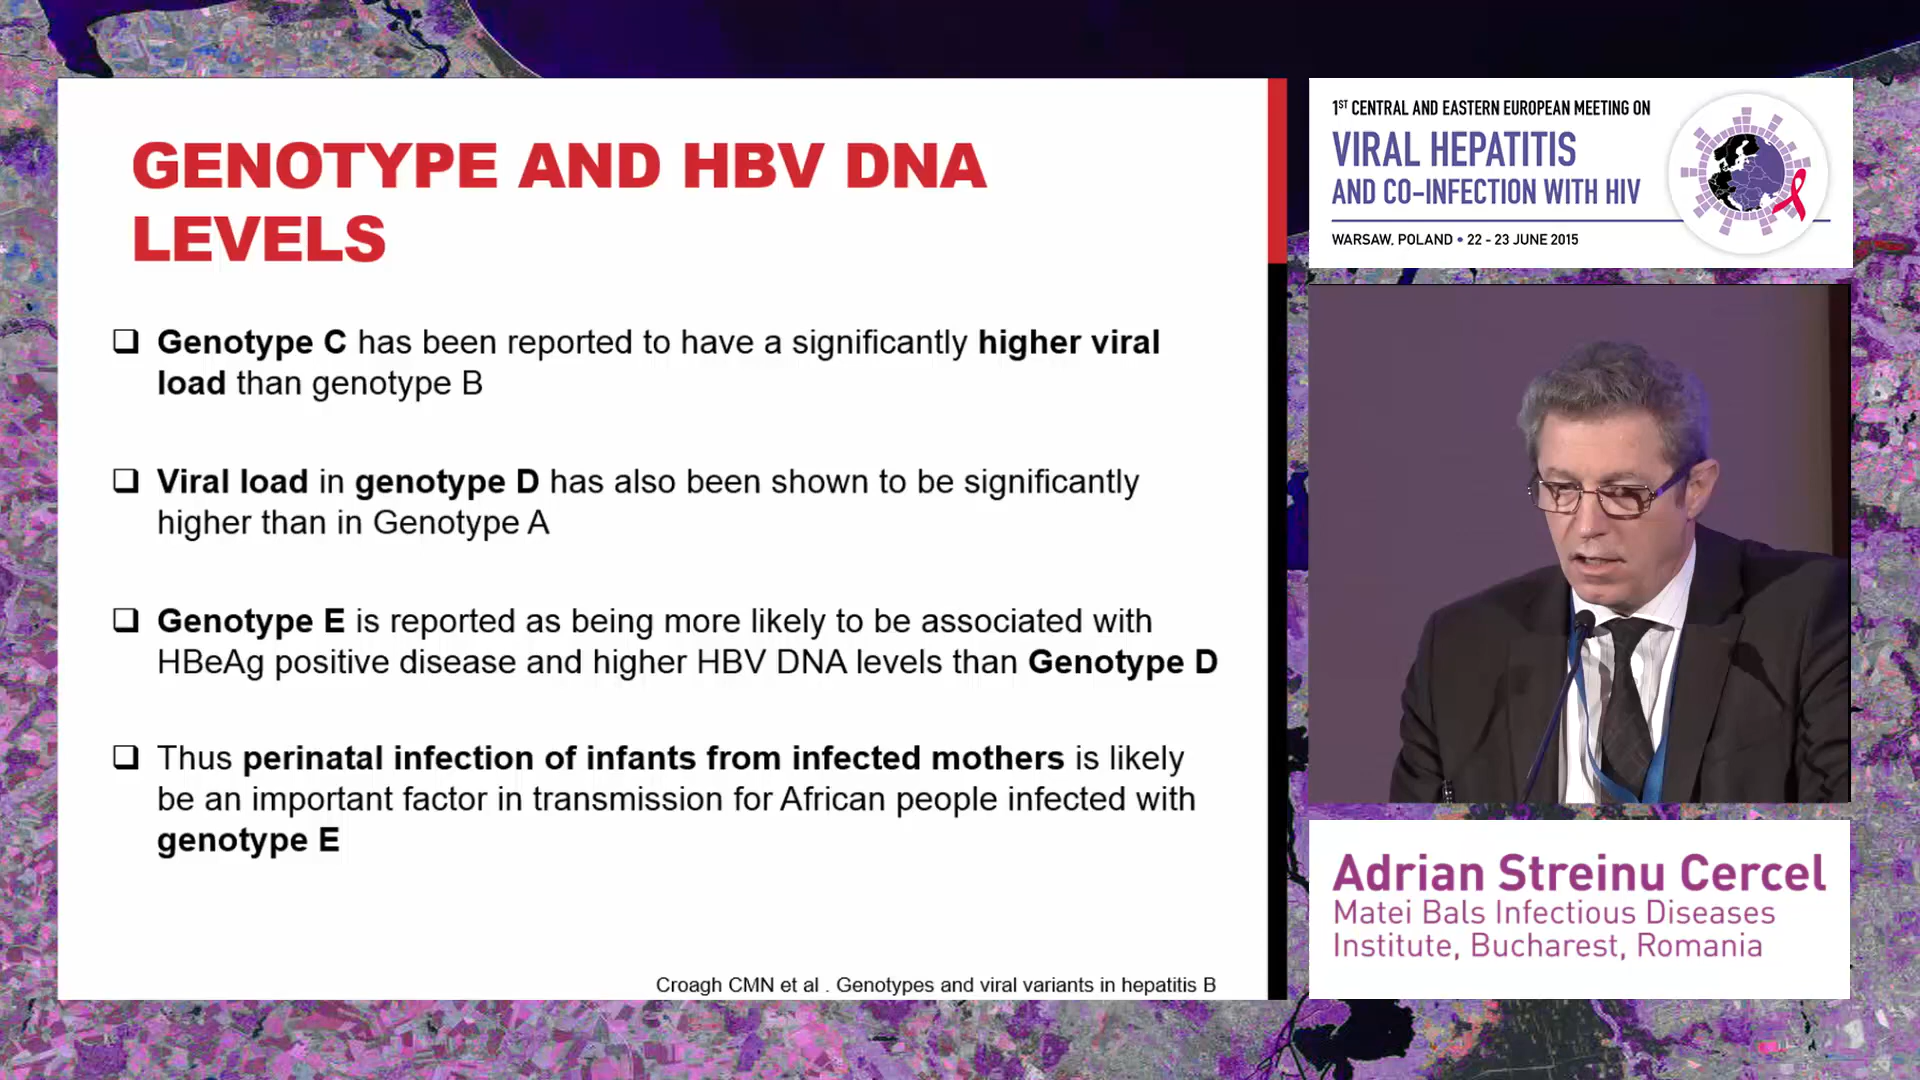 GENOTYPE AND HBV DNA
LEVELS
Genotype C has been reported to have a significantly higher viral
load than genotype B
Viral load in genotype D has also been shown to be significantly
higher than in Genotype A
Genotype E is reported as being more likely to be associated with
HBeAg positive disease and higher HBV DNA levels than Genotype D
Thus perinatal infection of infants from infected mothers is likely
be an important factor in transmission for African people infected with
genotype E
Croagh CMN et al . Genotypes and viral variants in hepatitis B
1ST CENTRAL AND EASTERN EUROPEAN MEETING ON
VIRAL HEPATITIS
AND CO-INFECTION WITH HIV
WARSAW, POLAND • 22 - 23 JUNE 2015
Adrian Streinu Cercel
Matei Bals Infectious Diseases
Institute, Bucharest, Romania